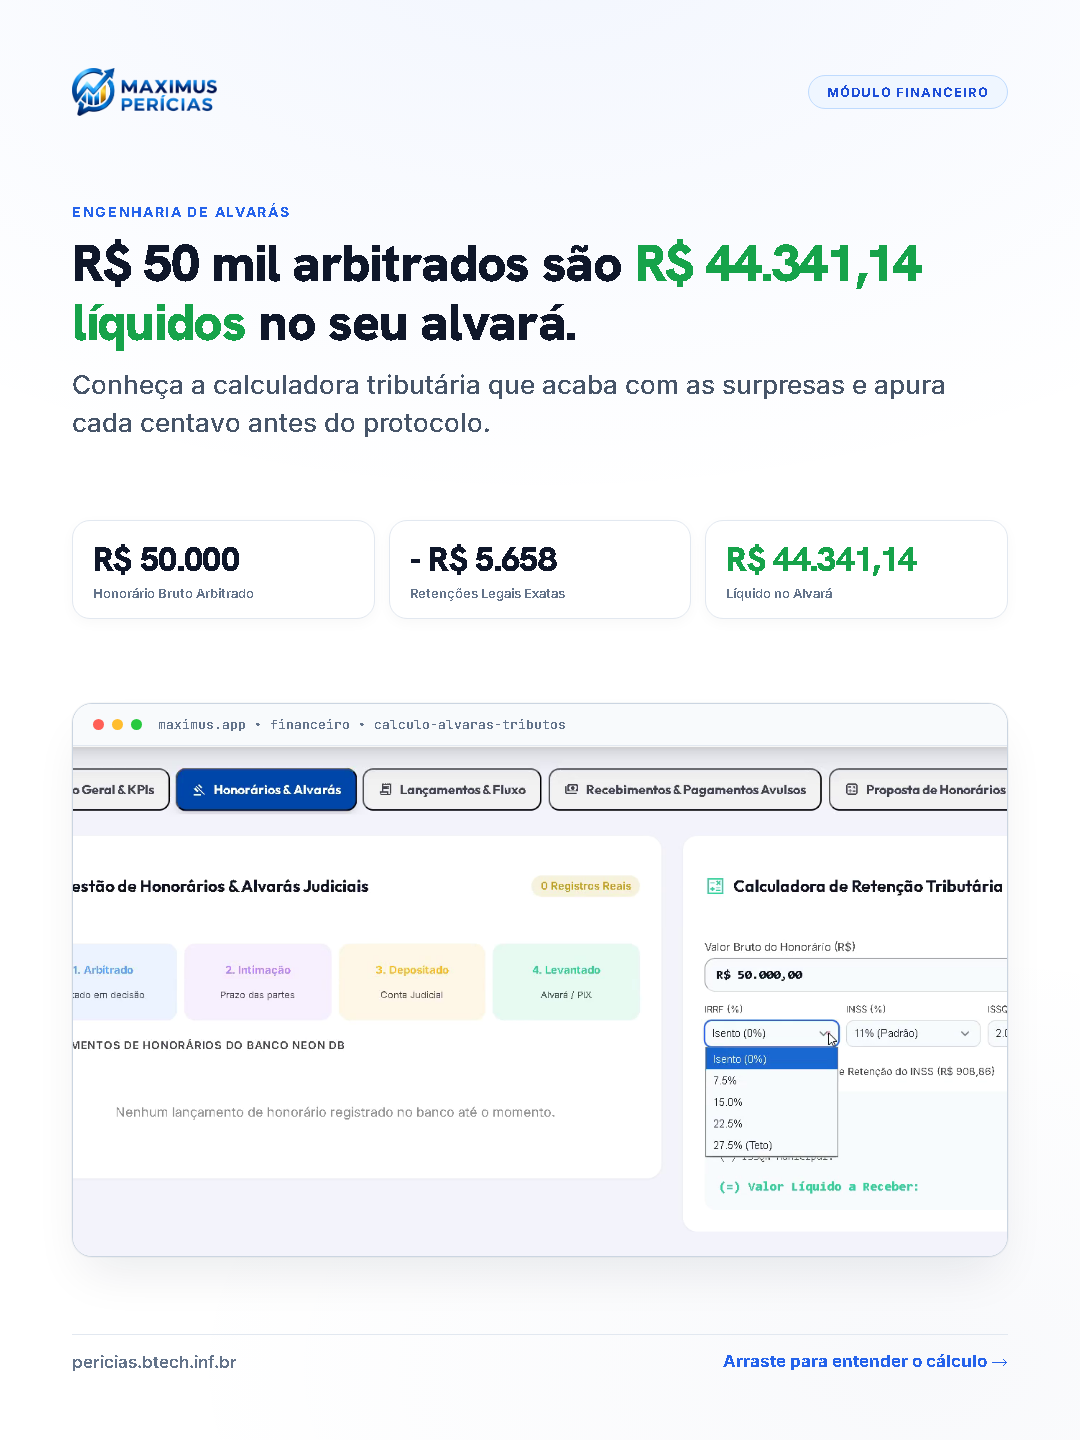 MAXIMUS
PERÍCIAS
MÓDULO FINANCEIRO
ENGENHARIA DE ALVARÁS
R$ 50 mil arbitrados são R$ 44.341,14
líquidos no seu alvará.
Conheça a calculadora tributária que acaba com as surpresas e apura
cada centavo antes do protocolo.
R$ 50.000
Honorário Bruto Arbitrado
- R$ 5.658
Retenções Legais Exatas
R$ 44.341,14
Líquido no Alvará
maximus.app • financeiro • calculo-alvaras-tributos
o Geral & KPIs
Honorários & Alvarás
Lançamentos & Fluxo
Recebimentos & Pagamentos Avulsos
Proposta de Honorários
estão de Honorários & Alvarás Judiciais
0 Registros Reais
1. Arbitrado
tado em decisão
2. Intimação
Prazo das partes
3. Depositado
Conta Judicial
4. Levantado
Alvará / PIX
MENTOS DE HONORÁRIOS DO BANCO NEON DB
Nenhum lançamento de honorário registrado no banco até o momento.
Calculadora de Retenção Tributária
Valor Bruto do Honorário (R$)
R$ 50.000,00
IRRF (%)
INSS (%)
ISSQ
Isento (0%)
11% (Padrão)
2.0
Isento (0%)
7.5%
15.0%
22.5%
27.5% (Teto)
e Retenção do INSS (R$ 908,86)
(=) Valor Líquido a Receber:
pericias.btech.inf.br
Arraste para entender o cálculo →